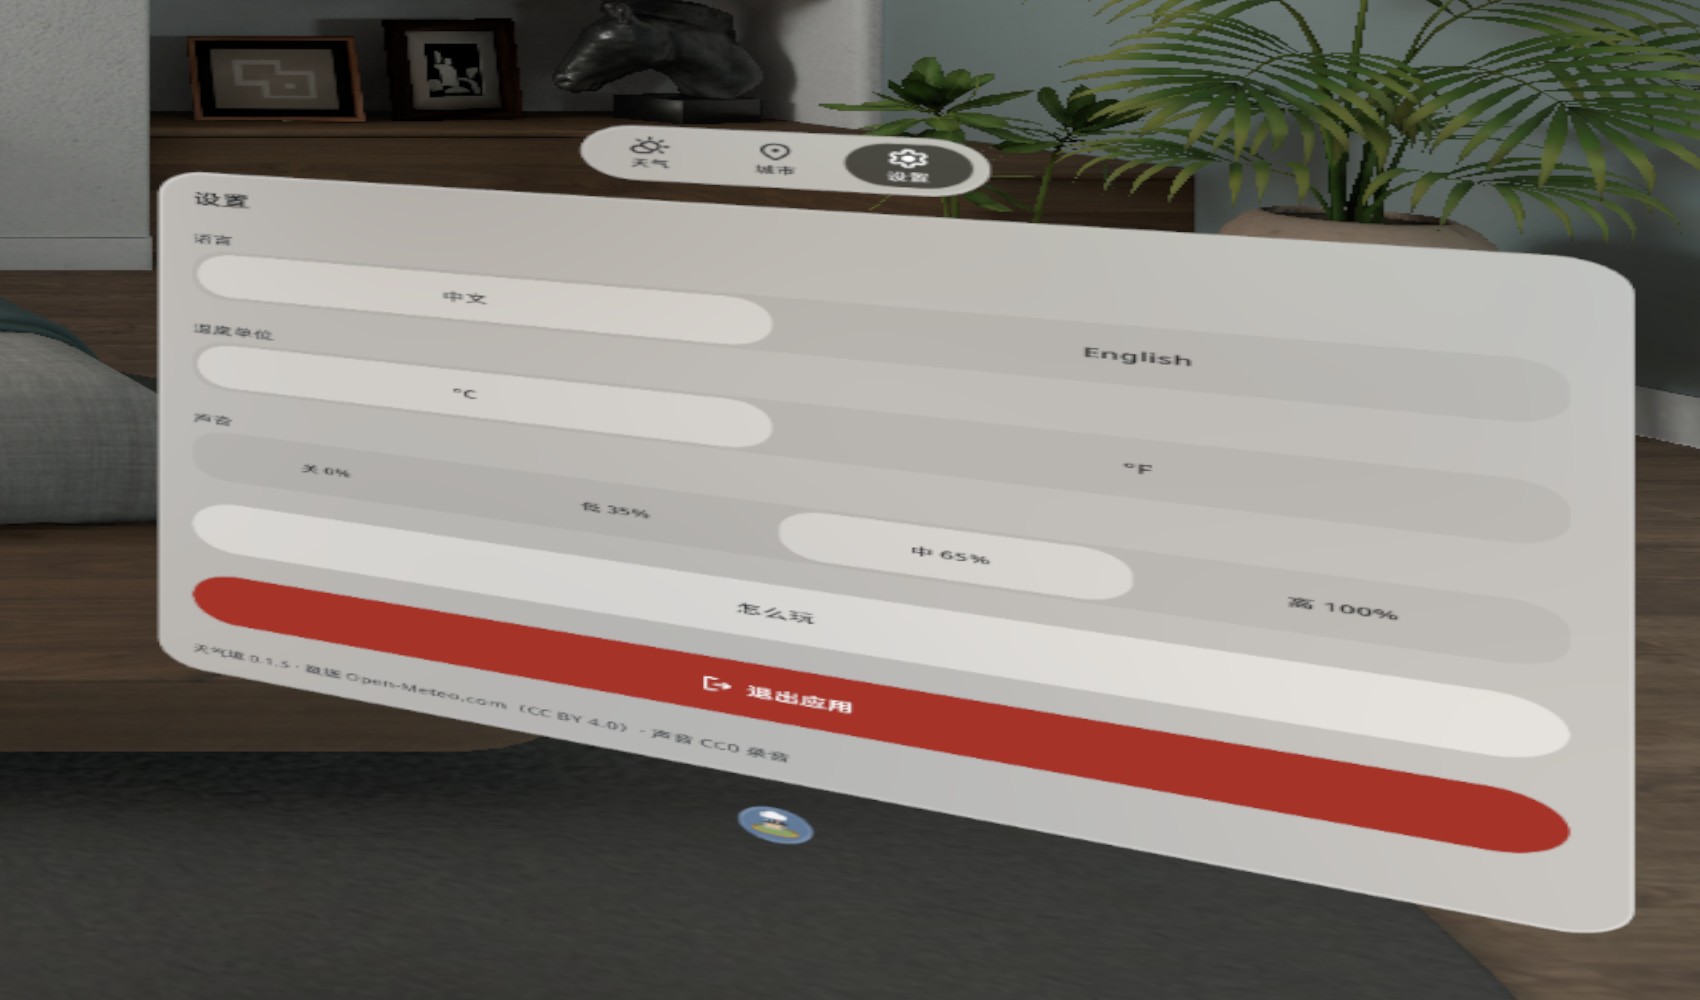 天气
城市
设置
设置
语言
中文
English
温度单位
°C
°F
声音
关 0%
低 35%
中 65%
高 100%
怎么玩
退出应用
天气境 0.1.5 · 数据 Open-Meteo.com（CC BY 4.0）· 声音 CC0 录音